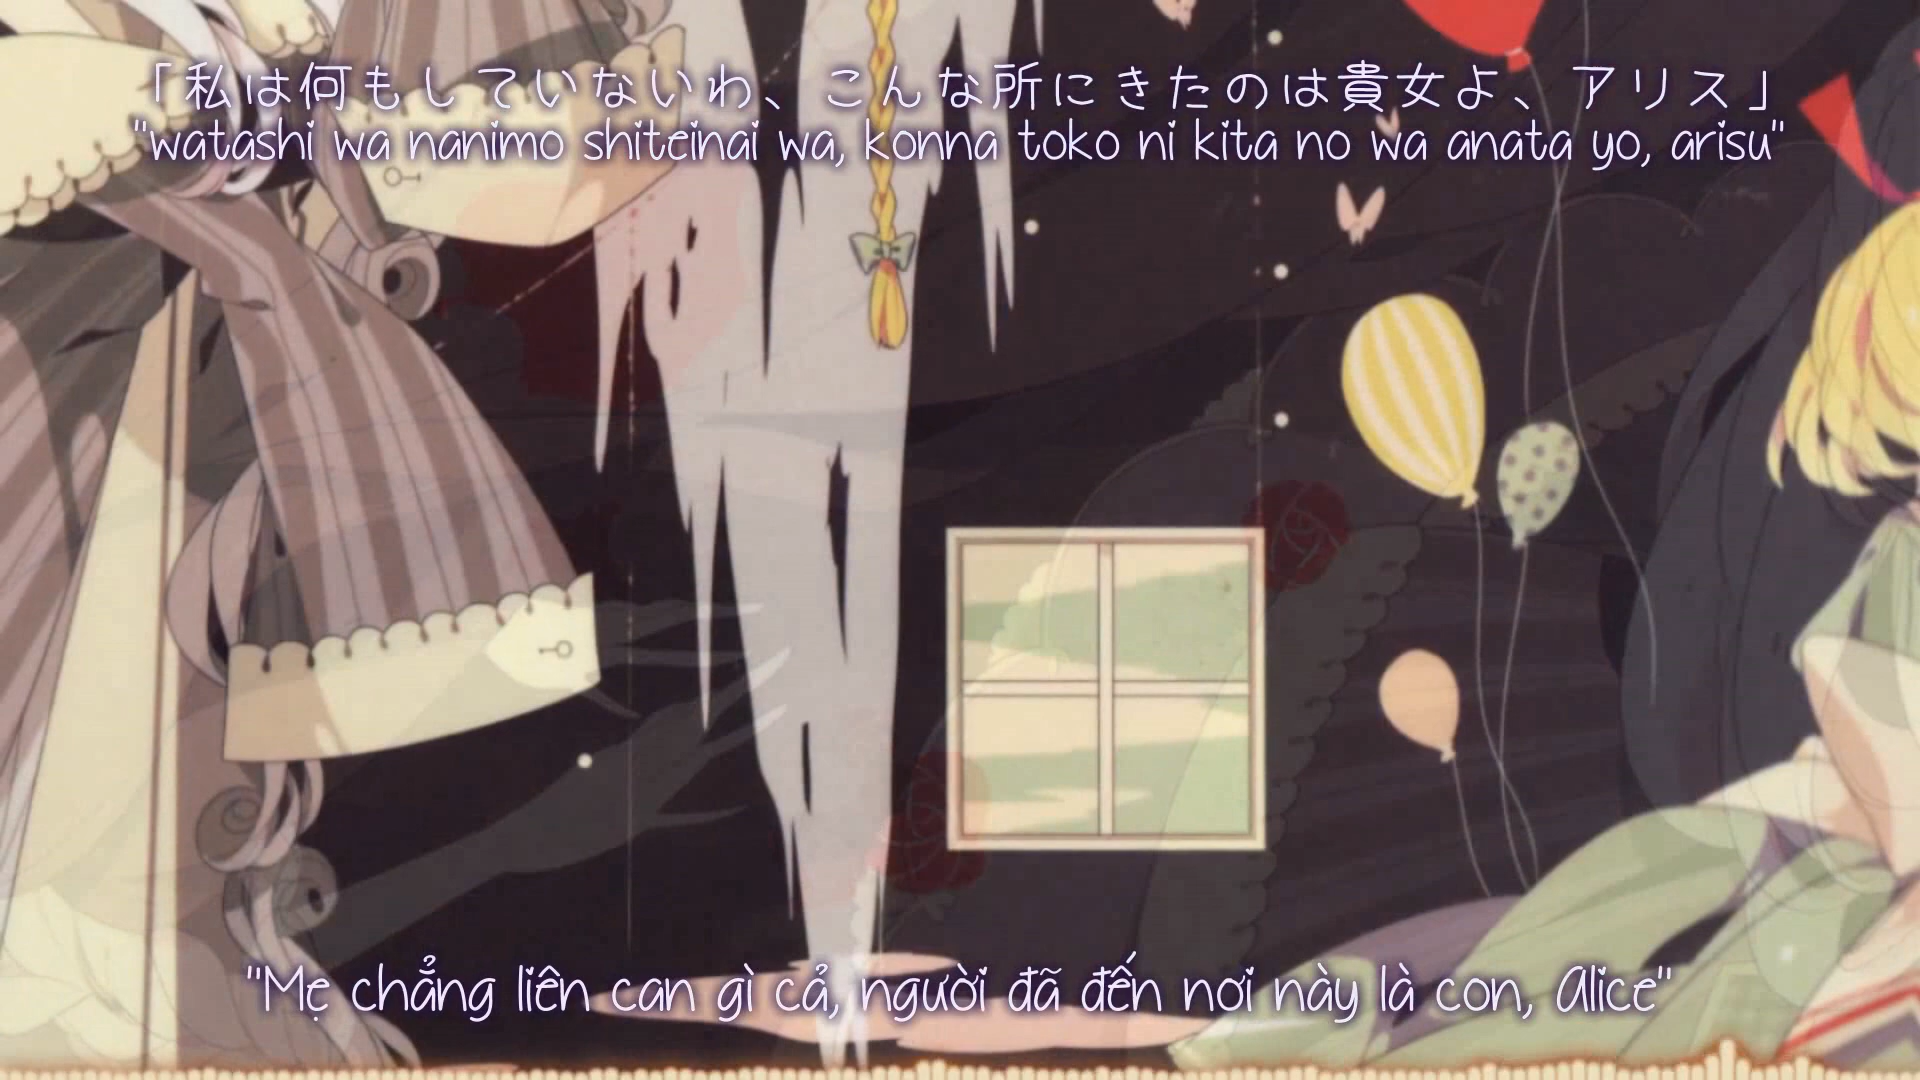 「私は何もしていないわ、こんな所にきたのは貴女よ、アリス」
"watashi wa nanimo shiteinai wa, konna toko ni kita no wa anata yo, arisu"
"Mẹ chẳng liên can gì cả, người đã đến nơi này là con, Alice"